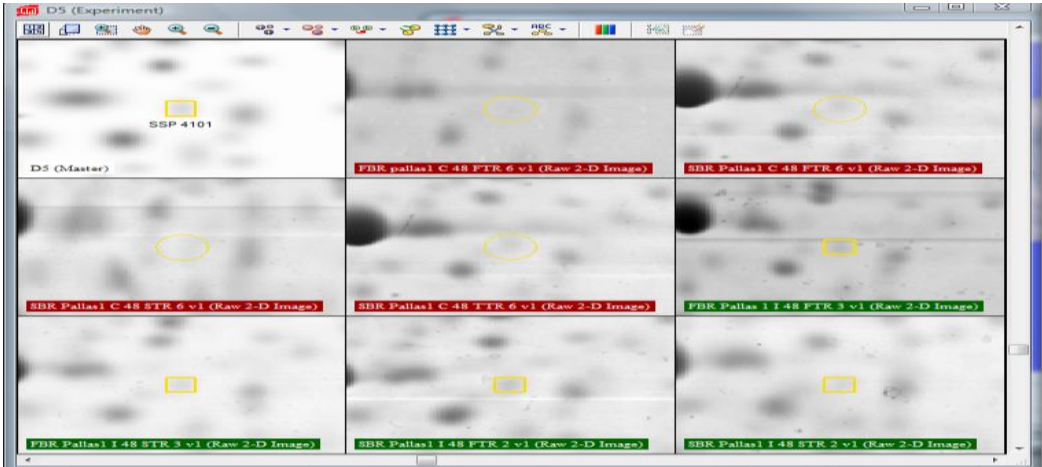 D5 (Experiment)
ABC
SSP 4101
D5 (Master)
FBR pallas1 C 48 FTR 6 v1 (Raw 2-D Image)
SBR Pallas1 C 48 FTR 6 v1 (Raw 2-D Image)
SBR Pallas1 C 48 STR 6 v1 (Raw 2-D Image)
SBR Pallas1 C 48 TTR 6 v1 (Raw 2-D Image)
FBR Pallas 1 I 48 FTR 3 v1 (Raw 2-D Image)
FBR Pallas1 I 48 STR 3 v1 (Raw 2-D Image)
SBR Pallas1 I 48 FTR 2 v1 (Raw 2-D Image)
SBR Pallas1 I 48 STR 2 v1 (Raw 2-D Image)